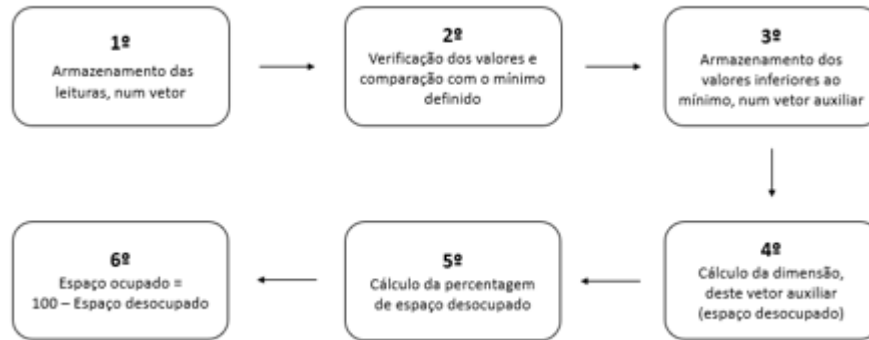 1º
Armazenamento das
leituras, num vetor
2º
Verificação dos valores e
comparação com o mínimo
definido
3º
Armazenamento dos
valores inferiores ao
mínimo, num vetor auxiliar
4º
Cálculo da dimensão,
deste vetor auxiliar
(espaço desocupado)
5º
Cálculo da percentagem
de espaço desocupado
6º
Espaço ocupado =
100 – Espaço desocupado